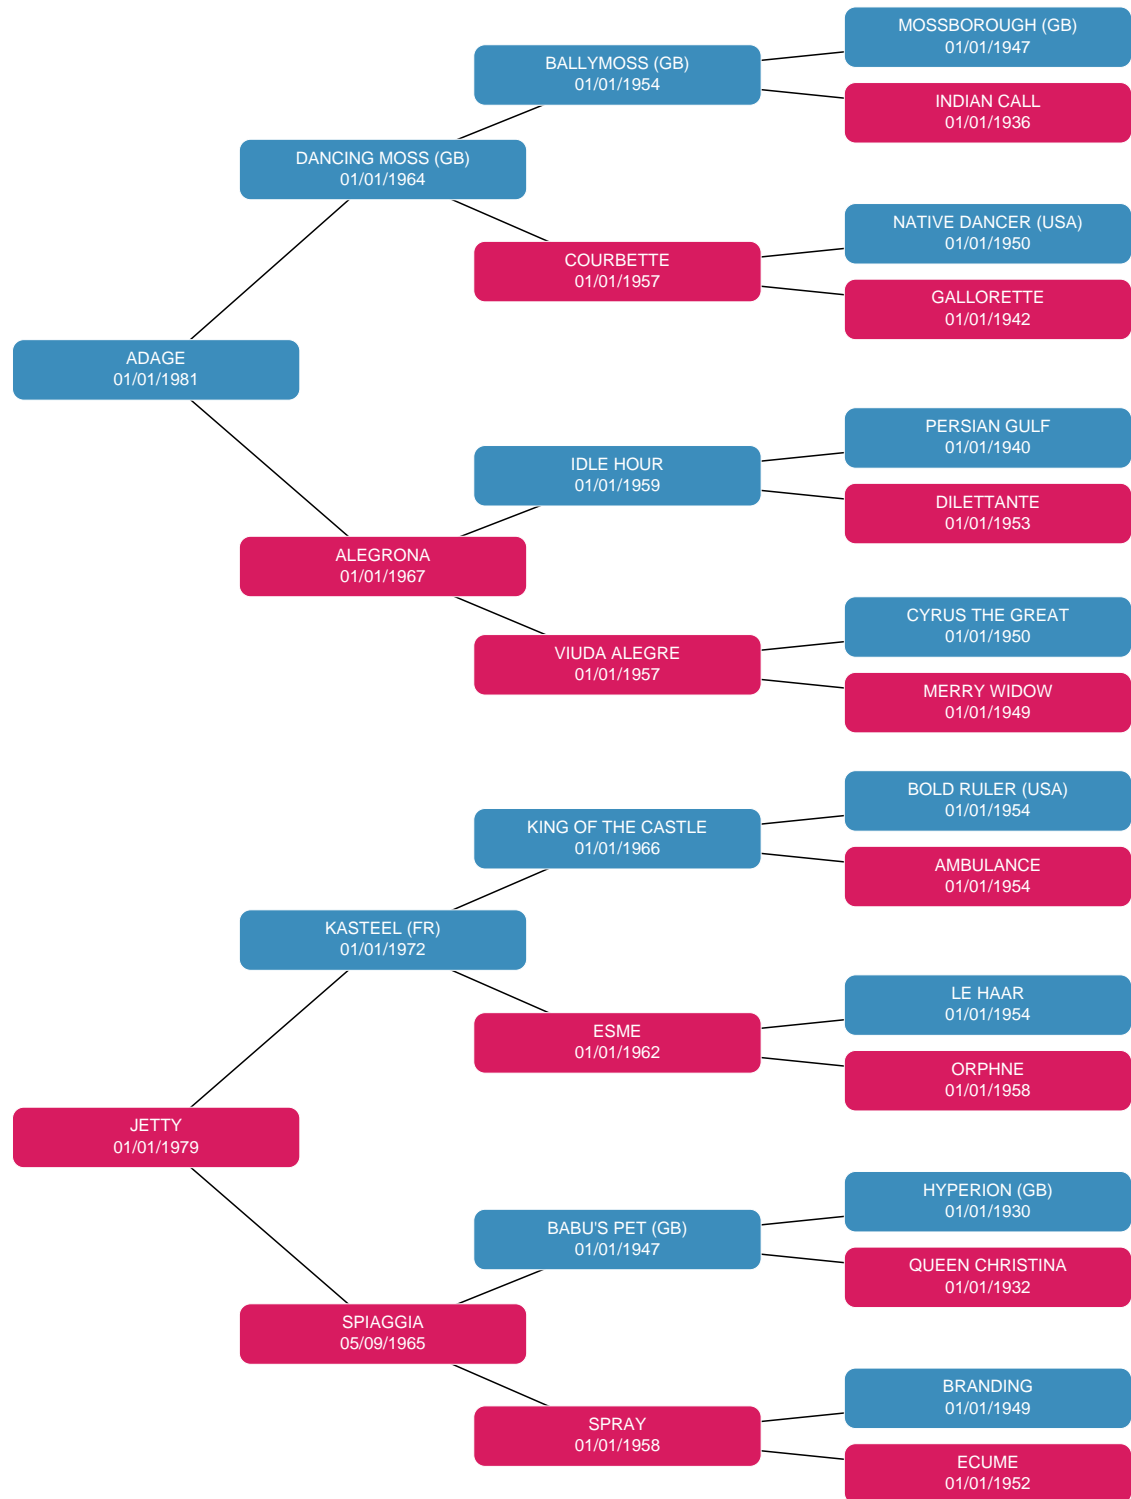 MOSSBOROUGH (GB)
01/01/1947
BALLYMOSS (GB)
01/01/1954
INDIAN CALL
01/01/1936
DANCING MOSS (GB)
01/01/1964
NATIVE DANCER (USA)
01/01/1950
COURBETTE
01/01/1957
GALLORETTE
01/01/1942
ADAGE
01/01/1981
PERSIAN GULF
01/01/1940
IDLE HOUR
01/01/1959
DILETTANTE
01/01/1953
ALEGRONA
01/01/1967
CYRUS THE GREAT
01/01/1950
VIUDA ALEGRE
01/01/1957
MERRY WIDOW
01/01/1949
BOLD RULER (USA)
01/01/1954
KING OF THE CASTLE
01/01/1966
AMBULANCE
01/01/1954
KASTEEL (FR)
01/01/1972
LE HAAR
01/01/1954
ESME
01/01/1962
ORPHNE
01/01/1958
JETTY
01/01/1979
HYPERION (GB)
01/01/1930
BABU'S PET (GB)
01/01/1947
QUEEN CHRISTINA
01/01/1932
SPIAGGIA
05/09/1965
BRANDING
01/01/1949
SPRAY
01/01/1958
ECUME
01/01/1952